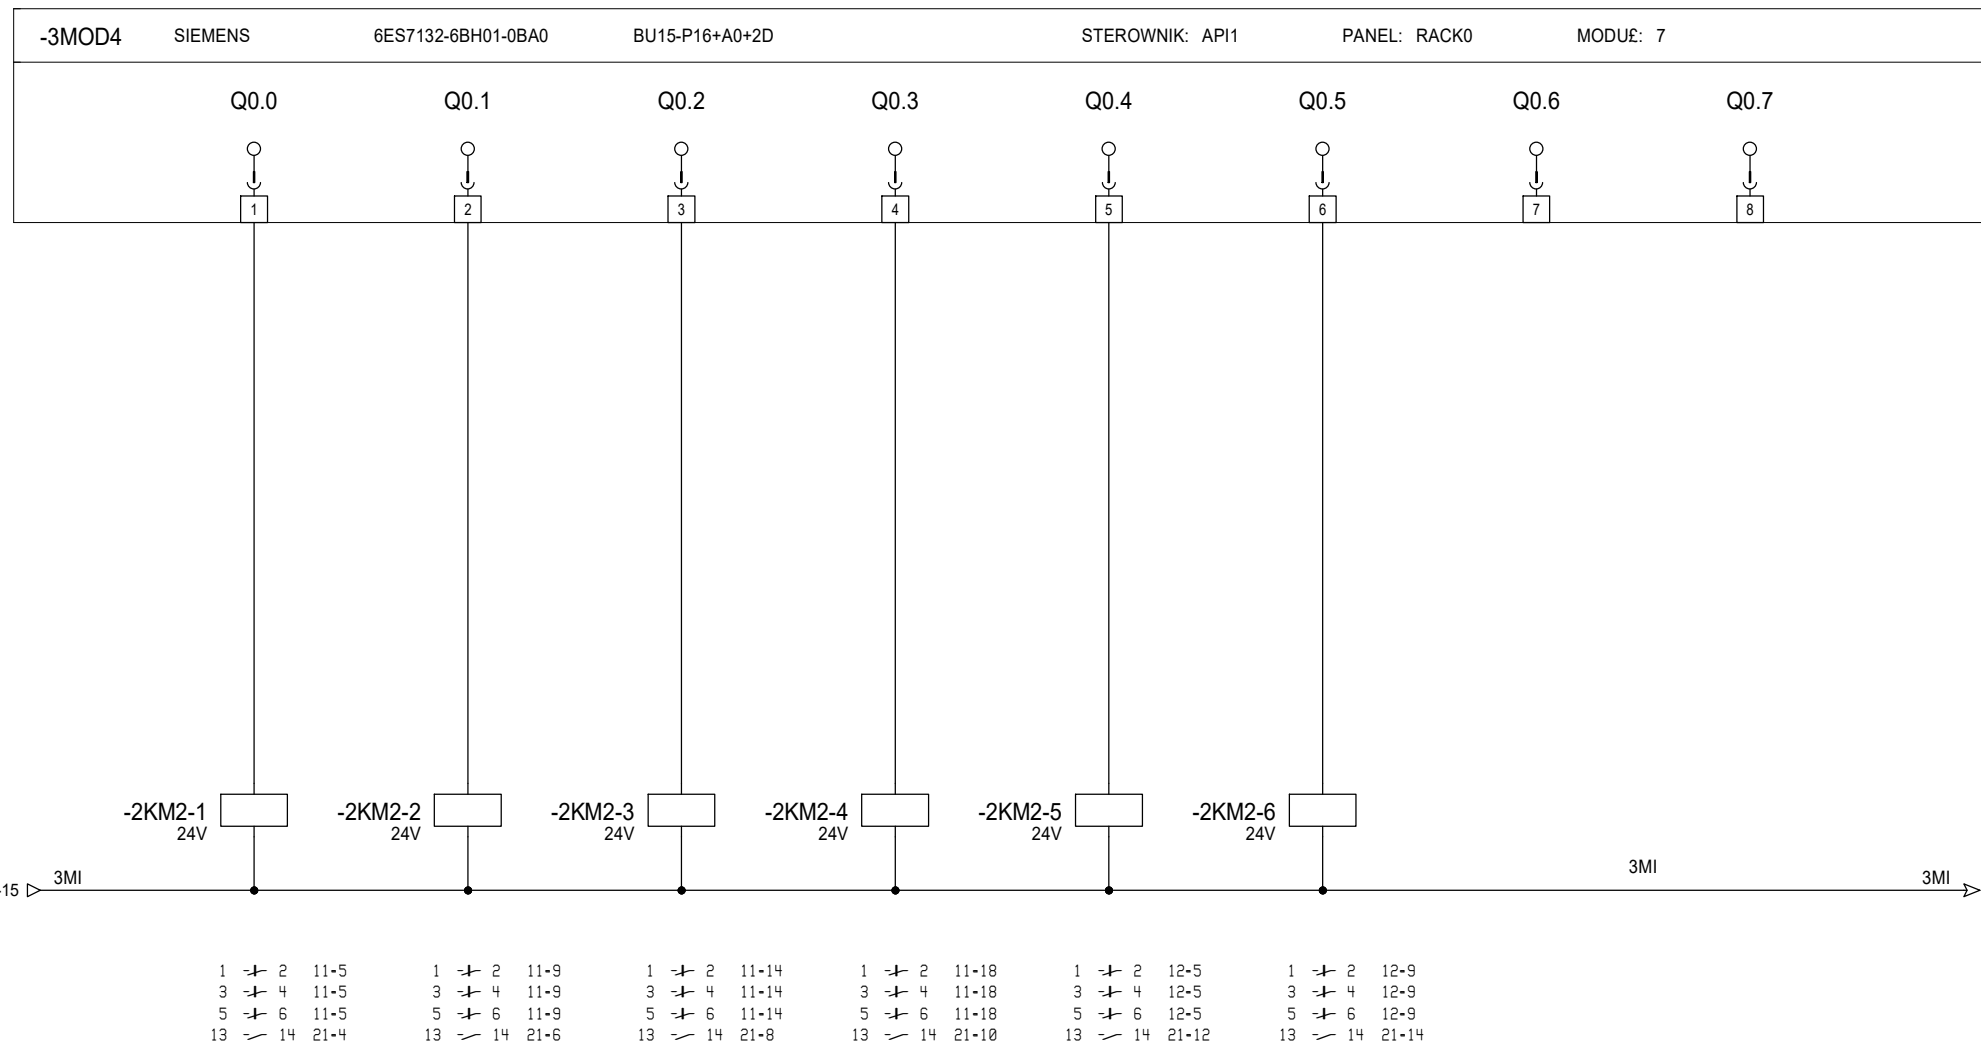 -3MOD4 SIEMENS 6ES7132-6BH01-0BA0 BU15-P16+A0+2D STEROWNIK: API1 PANEL: RACK0 MODU£: 7
Q0.0 Q0.1 Q0.2 Q0.3 Q0.4 Q0.5 Q0.6 Q0.7
1 2 3 4 5 6 7 8
-2KM2-1 -2KM2-2 -2KM2-3 -2KM2-4 -2KM2-5 -2KM2-6
24V 24V 24V 24V 24V 24V
-15 3MI 3MI 3MI
1 2 11-5 1 2 11-9 1 2 11-14 1 2 11-18 1 2 12-5 1 2 12-9
3 4 11-5 3 4 11-9 3 4 11-14 3 4 11-18 3 4 12-5 3 4 12-9
5 6 11-5 5 6 11-9 5 6 11-14 5 6 11-18 5 6 12-5 5 6 12-9
13 14 21-4 13 14 21-6 13 14 21-8 13 14 21-10 13 14 21-12 13 14 21-14